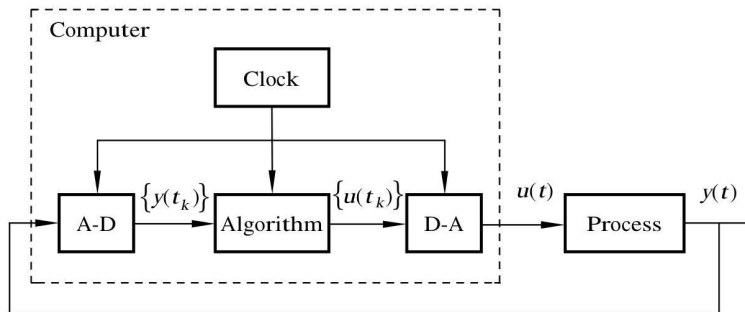 Computer
Clock
{y(t_k)}
{u(t_k)}
u(t)
y(t)
A-D
Algorithm
D-A
Process